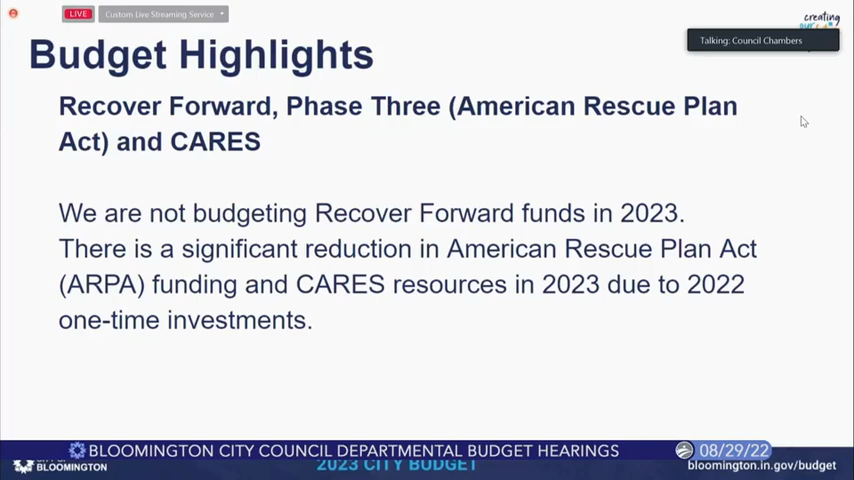 LIVE
Custom Live Streaming Service
creating
Talking: Council Chambers
Budget Highlights
Recover Forward, Phase Three (American Rescue Plan
Act) and CARES
We are not budgeting Recover Forward funds in 2023.
There is a significant reduction in American Rescue Plan Act
(ARPA) funding and CARES resources in 2023 due to 2022
one-time investments.
BLOOMINGTON CITY COUNCIL DEPARTMENTAL BUDGET HEARINGS
08/29/22
BLOOMINGTON
2023 CITY BUDGET
bloomington.in.gov/budget